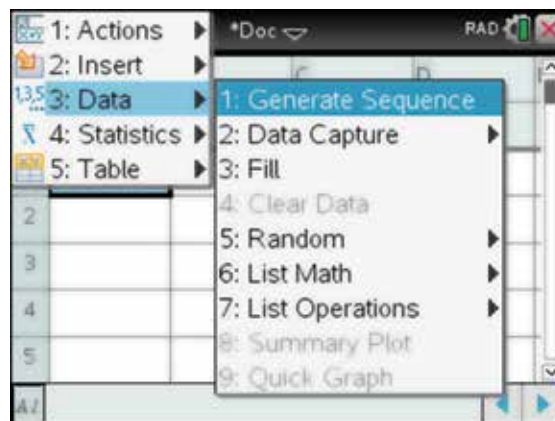 1: Actions
2: Insert
3: Data
4: Statistics
5: Table
*Doc
RAD
C D
1: Generate Sequence
2: Data Capture
3: Fill
4: Clear Data
5: Random
6: List Math
7: List Operations
8: Summary Plot
9: Quick Graph
2
3
4
5
A1